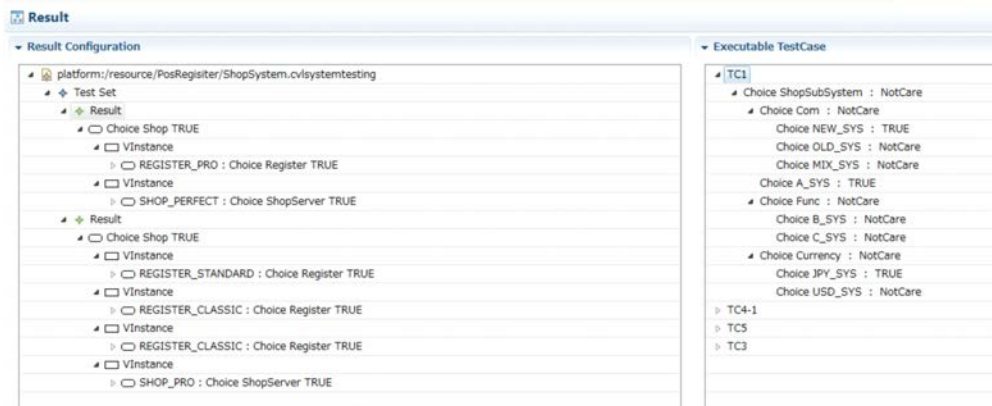 Result
Result Configuration
platform:/resource/PosRegisiter/ShopSystem.cvlsystemtesting
Test Set
Result
Choice Shop TRUE
VInstance
REGISTER_PRO : Choice Register TRUE
VInstance
SHOP_PERFECT : Choice ShopServer TRUE
Result
Choice Shop TRUE
VInstance
REGISTER_STANDARD : Choice Register TRUE
VInstance
REGISTER_CLASSIC : Choice Register TRUE
VInstance
REGISTER_CLASSIC : Choice Register TRUE
VInstance
SHOP_PRO : Choice ShopServer TRUE
Executable TestCase
TC1
Choice ShopSubSystem : NotCare
Choice Com : NotCare
Choice NEW_SYS : TRUE
Choice OLD_SYS : NotCare
Choice MIX_SYS : NotCare
Choice A_SYS : TRUE
Choice Func : NotCare
Choice B_SYS : NotCare
Choice C_SYS : NotCare
Choice Currency : NotCare
Choice JPY_SYS : TRUE
Choice USD_SYS : NotCare
TC4-1
TC5
TC3